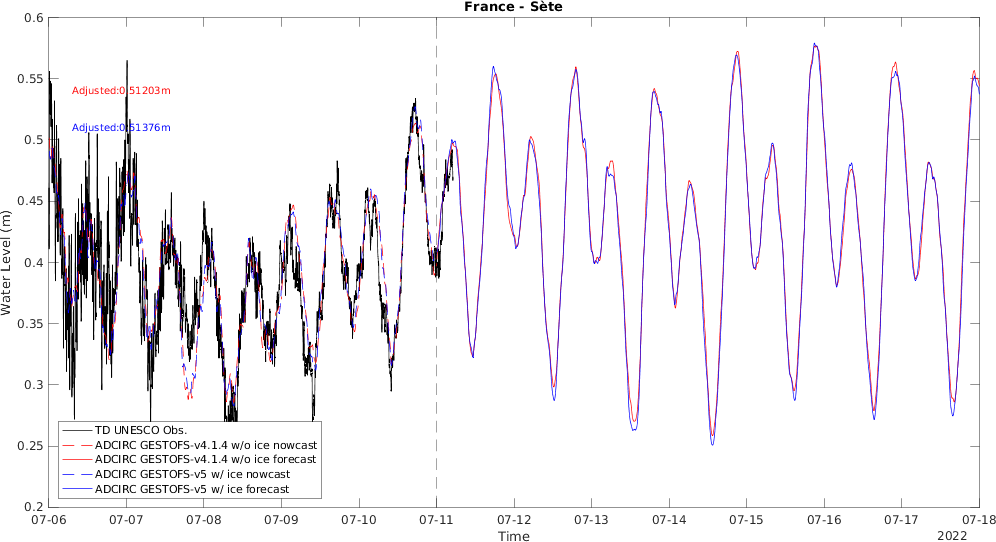 France - Sète
0.6
0.55
0.5
0.45
0.4
0.35
0.3
0.25
0.2
Water Level (m)
Adjusted:0.51203m
Adjusted:0.51376m
TD UNESCO Obs.
ADCIRC GESTOFS-v4.1.4 w/o ice nowcast
ADCIRC GESTOFS-v4.1.4 w/o ice forecast
ADCIRC GESTOFS-v5 w/ ice nowcast
ADCIRC GESTOFS-v5 w/ ice forecast
07-06 07-07 07-08 07-09 07-10 07-11 07-12 07-13 07-14 07-15 07-16 07-17 07-18
Time
2022